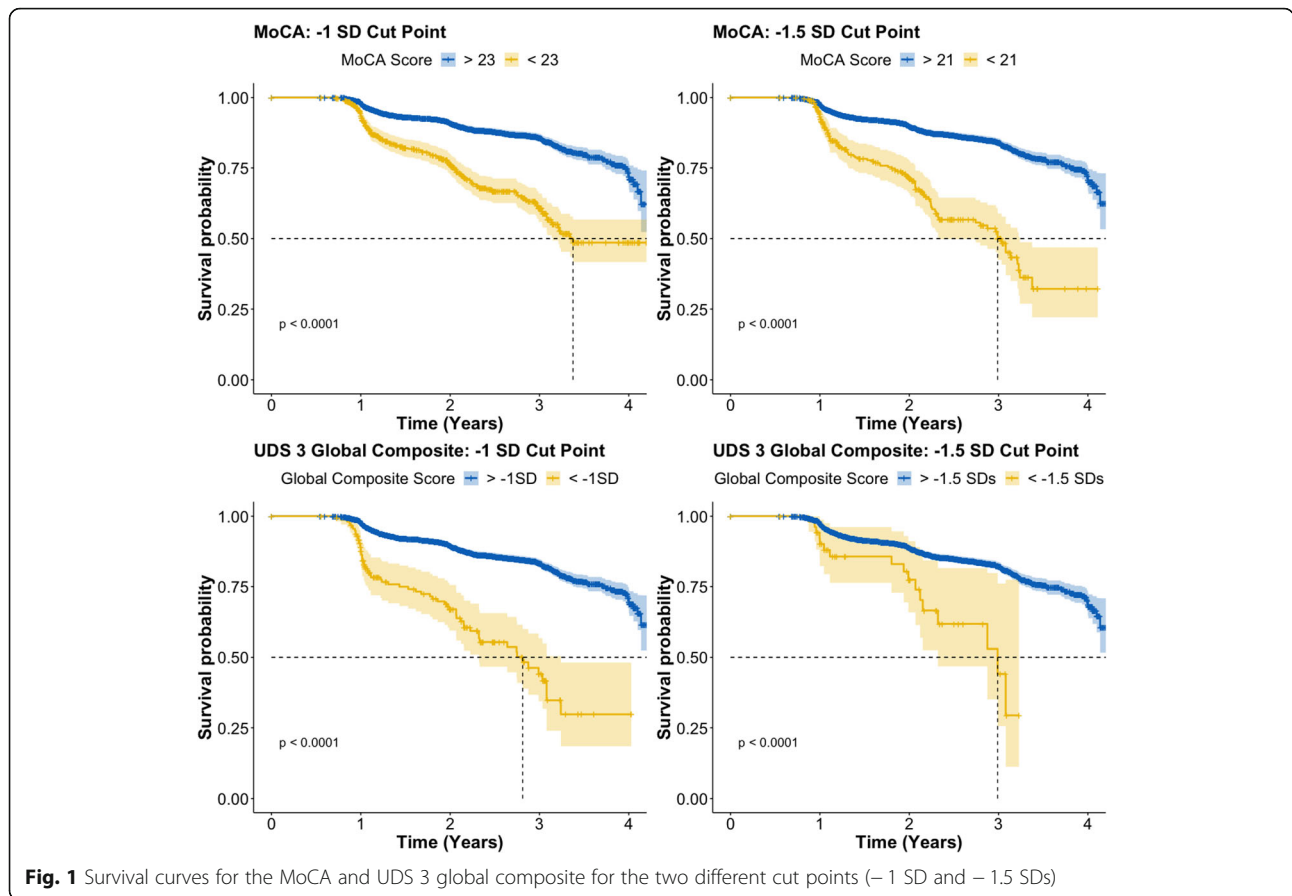 MoCA: -1 SD Cut Point
MoCA Score > 23 < 23
1.00
0.75
0.50
0.25
0.00
Survival probability
p < 0.0001
0 1 2 3 4
Time (Years)
MoCA: -1.5 SD Cut Point
MoCA Score > 21 < 21
1.00
0.75
0.50
0.25
0.00
Survival probability
p < 0.0001
0 1 2 3 4
Time (Years)
UDS 3 Global Composite: -1 SD Cut Point
Global Composite Score > -1SD < -1SD
1.00
0.75
0.50
0.25
0.00
Survival probability
p < 0.0001
0 1 2 3 4
Time (Years)
UDS 3 Global Composite: -1.5 SD Cut Point
Global Composite Score > -1.5 SDs < -1.5 SDs
1.00
0.75
0.50
0.25
0.00
Survival probability
p < 0.0001
0 1 2 3 4
Time (Years)
Fig. 1 Survival curves for the MoCA and UDS 3 global composite for the two different cut points (− 1 SD and − 1.5 SDs)